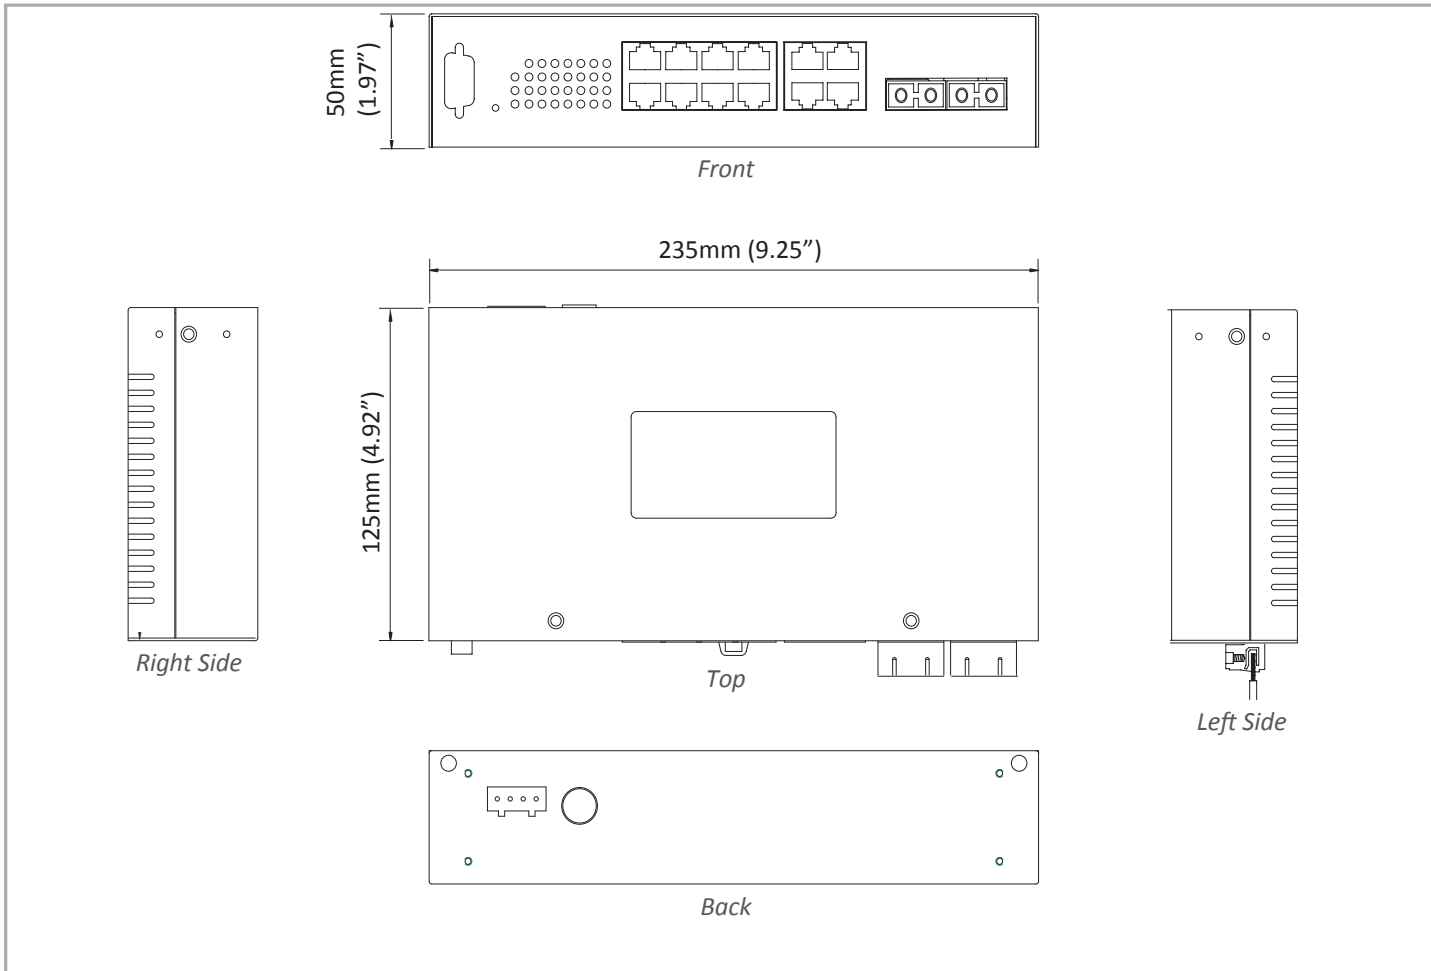 50mm
(1.97”)
Front
235mm (9.25”)
125mm (4.92”)
Right Side
Top
Left Side
Back